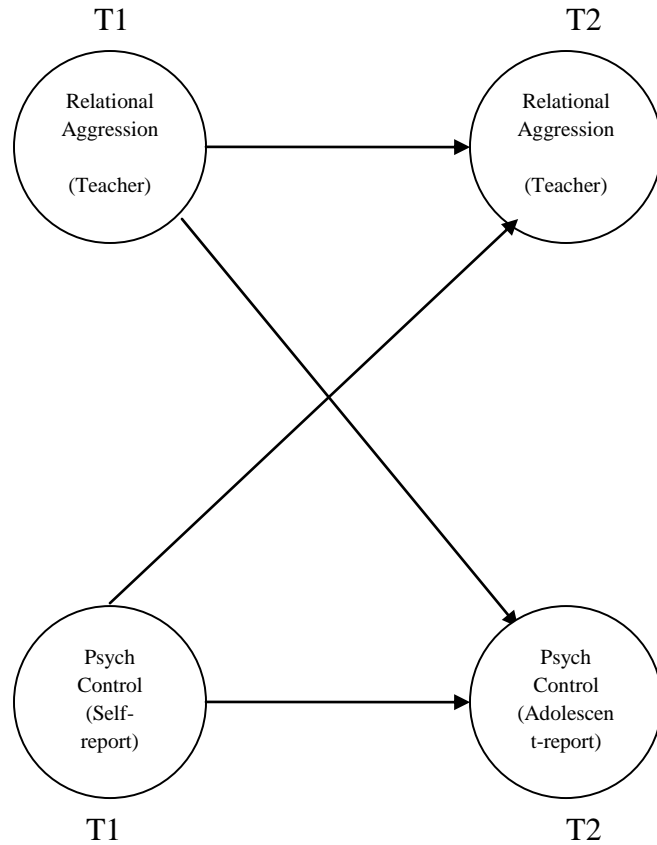 T1
T2
Relational
Aggression
(Teacher)
Relational
Aggression
(Teacher)
Psych
Control
(Self-
report)
Psych
Control
(Adolescen
t-report)
T1
T2